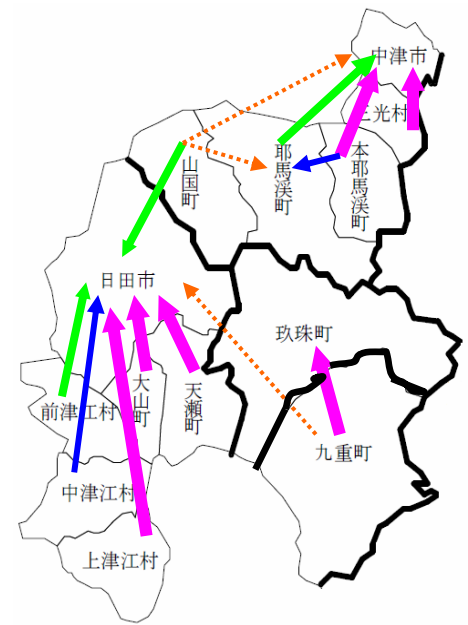 中津市
三光村
山国町
耶馬渓町
本耶馬渓町
日田市
玖珠町
大山町
天瀬町
前津江村
九重町
中津江村
上津江村